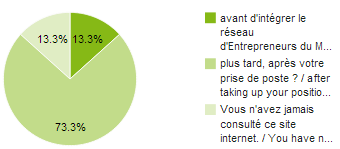 13.3% 13.3%
73.3%
avant d'intégrer le
réseau
d'Entrepreneurs du M...
plus tard, après votre
prise de poste ? / after
taking up your positio...
Vous n'avez jamais
consulté ce site
internet. / You have n...